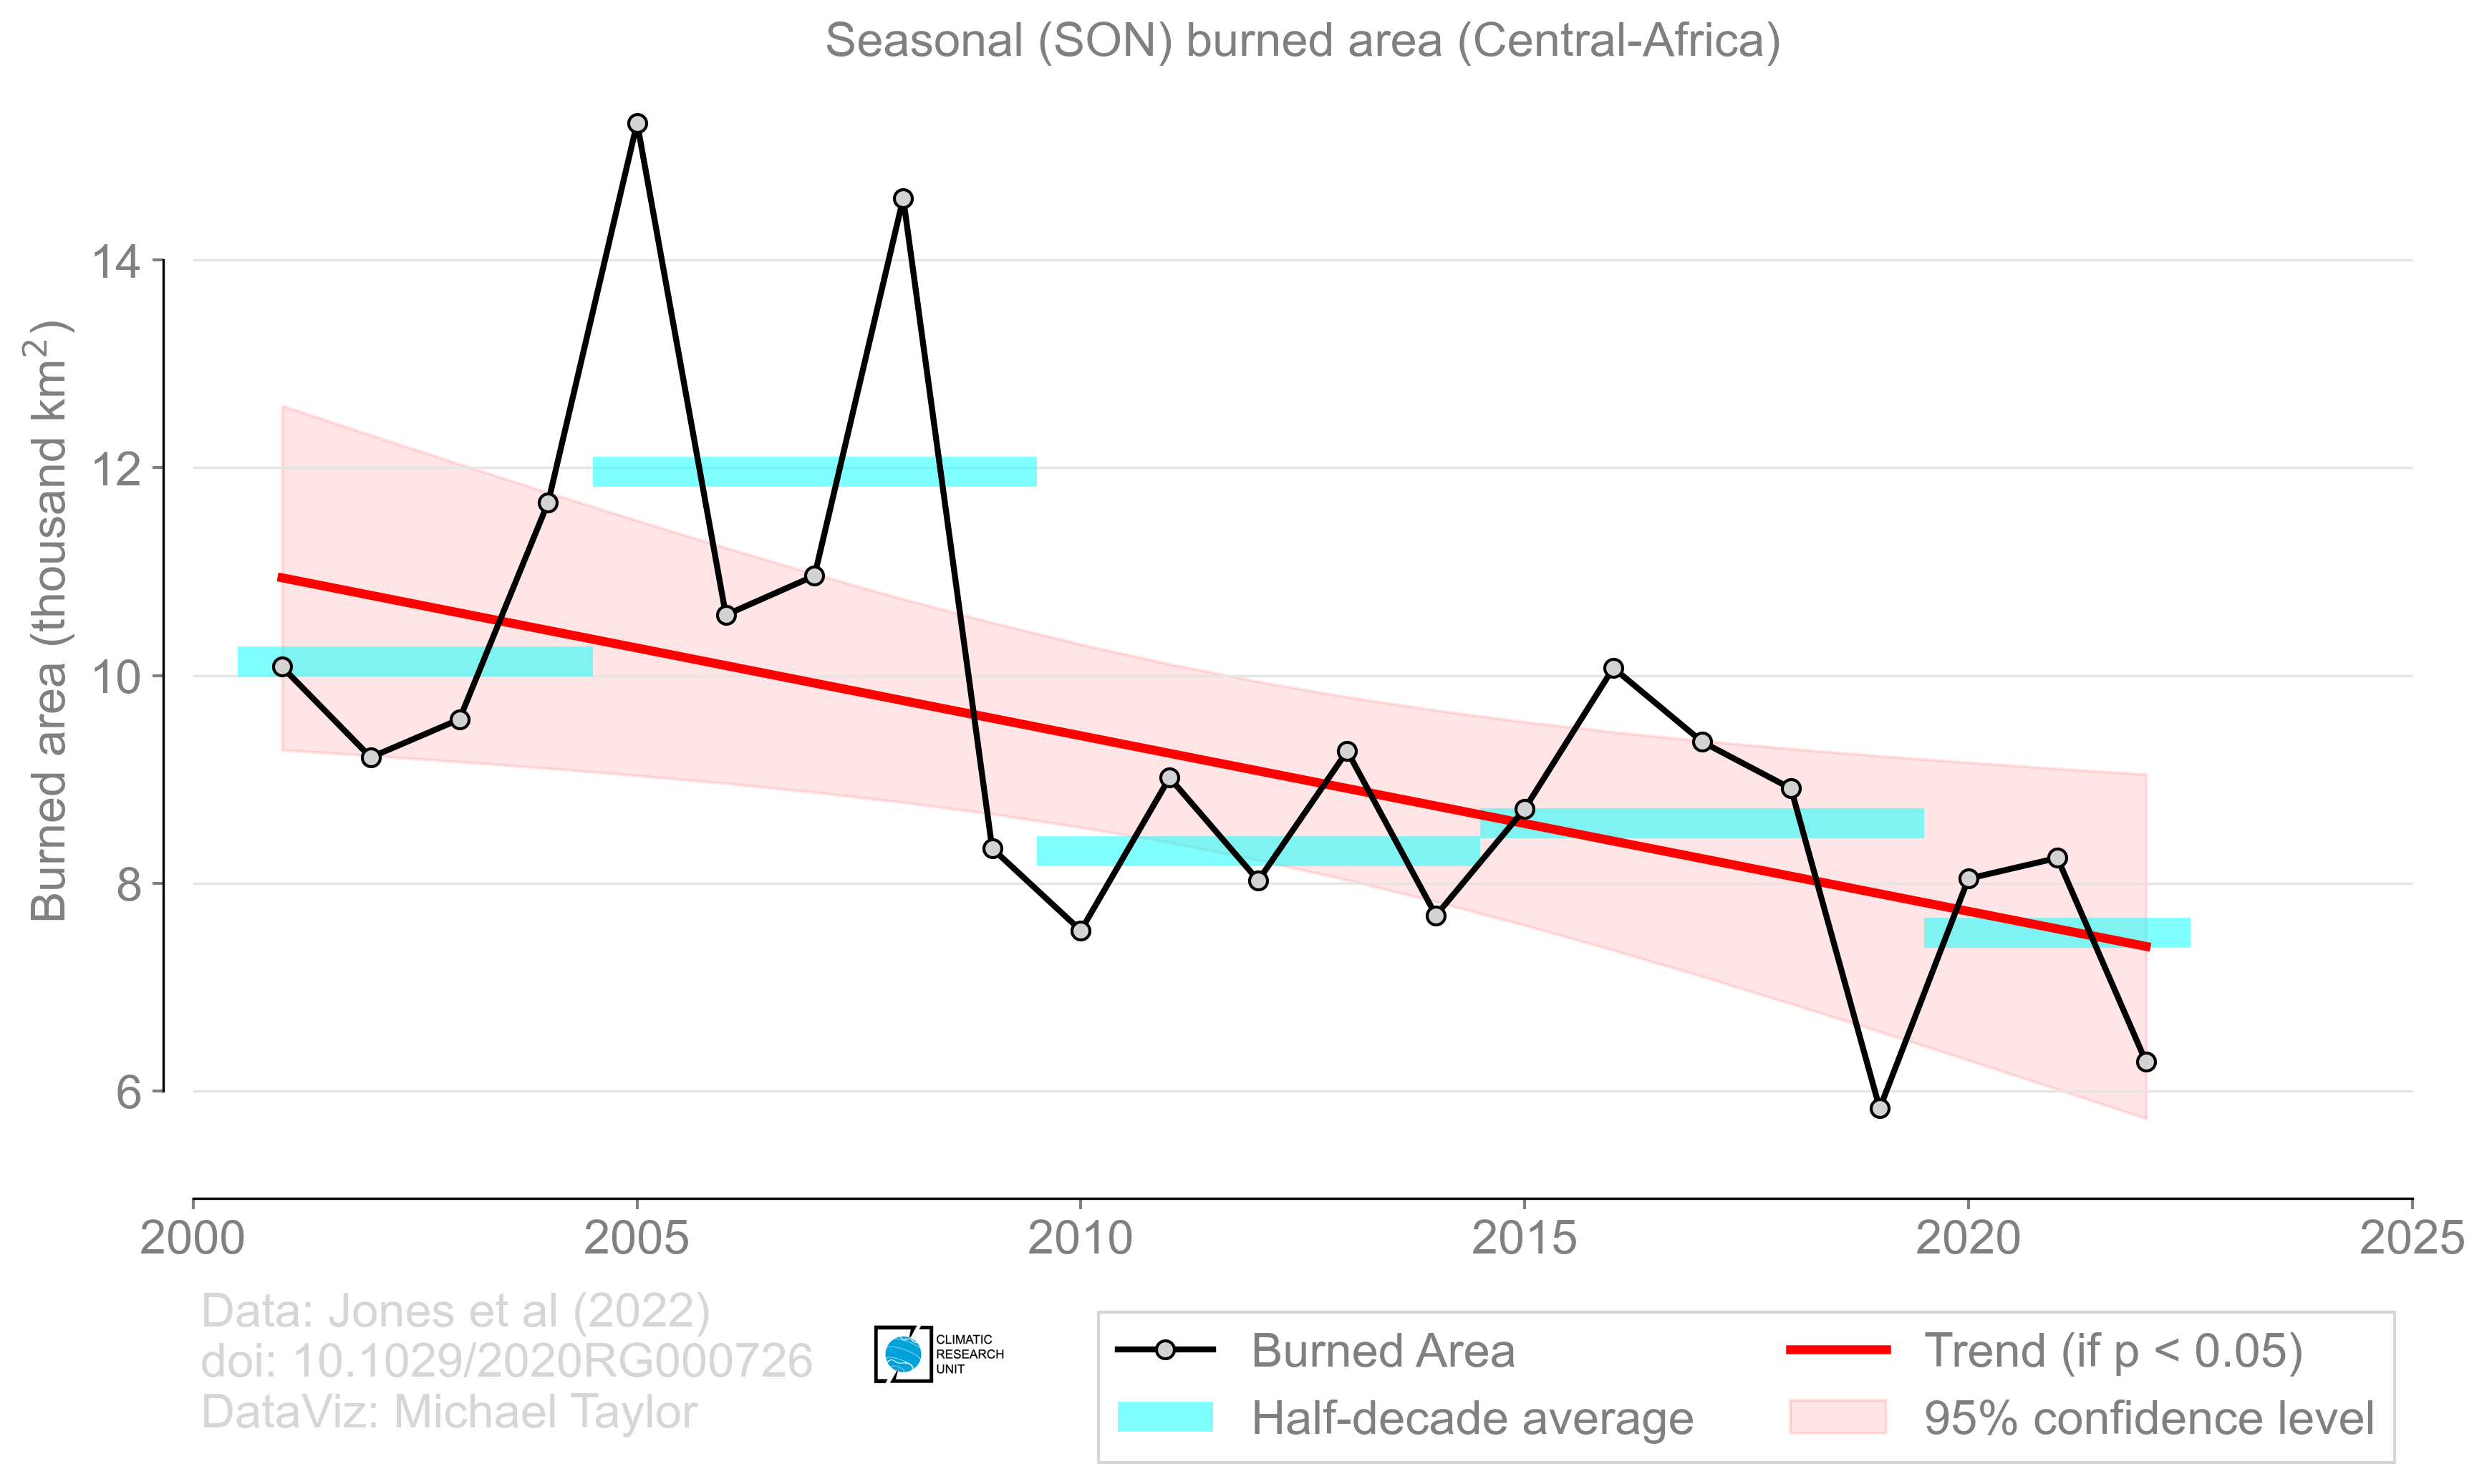 Seasonal (SON) burned area (Central-Africa)
Burned area (thousand km²)
14
12
10
8
6
2000
2005
2010
2015
2020
2025
Data: Jones et al (2022)
doi: 10.1029/2020RG000726
DataViz: Michael Taylor
CLIMATIC
RESEARCH
UNIT
Burned Area
Half-decade average
Trend (if p < 0.05)
95% confidence level